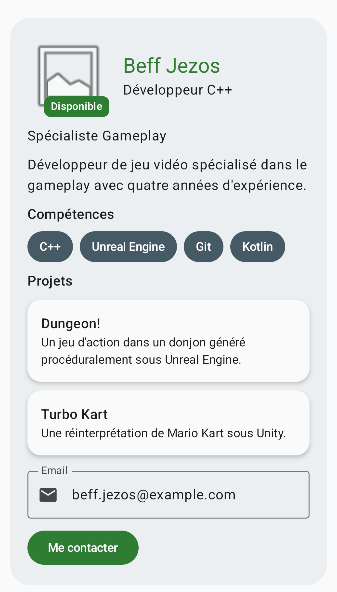 Beff Jezos
Développeur C++
Disponible
Spécialiste Gameplay
Développeur de jeu vidéo spécialisé dans le
gameplay avec quatre années d'expérience.
Compétences
C++ Unreal Engine Git Kotlin
Projets
Dungeon!
Un jeu d'action dans un donjon généré
procéduralement sous Unreal Engine.
Turbo Kart
Une réinterprétation de Mario Kart sous Unity.
Email
beff.jezos@example.com
Me contacter